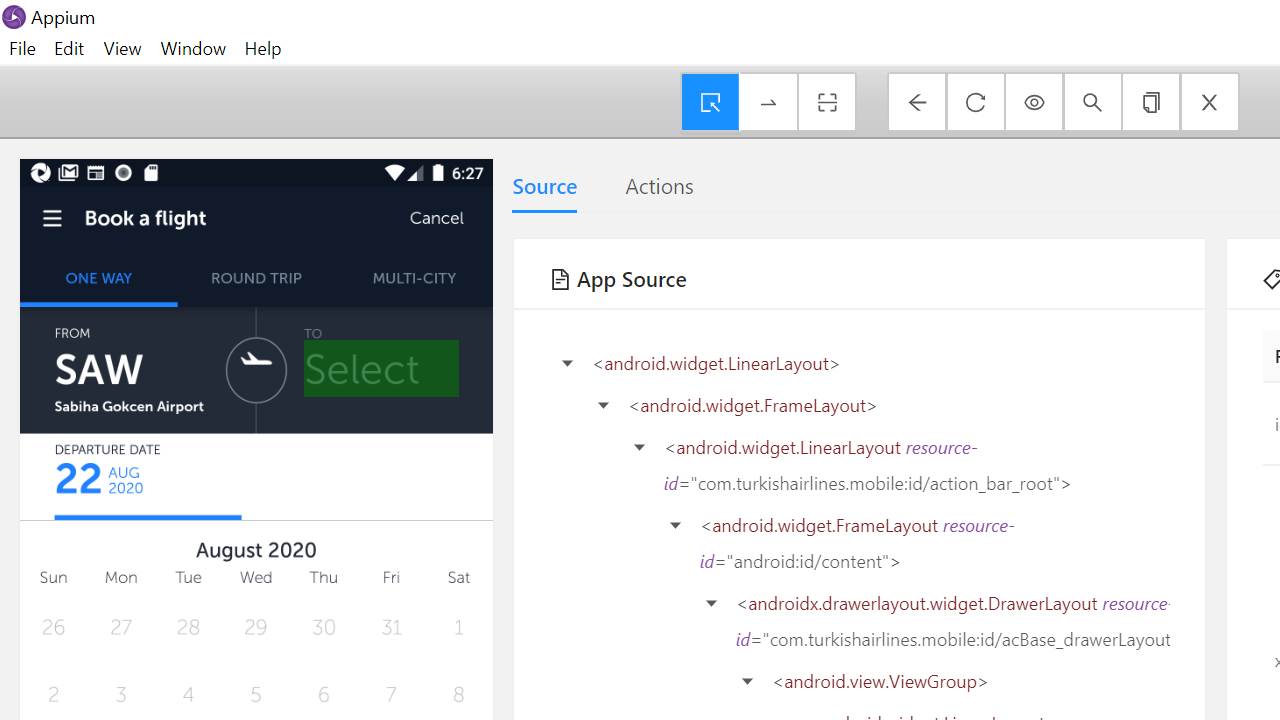 Appium
File Edit View Window Help
6:27
Book a flight Cancel
ONE WAY ROUND TRIP MULTI-CITY
FROM
SAW
Sabiha Gokcen Airport
TO
Select
DEPARTURE DATE
22 AUG
2020
August 2020
Sun Mon Tue Wed Thu Fri Sat
26 27 28 29 30 31 1
2 3 4 5 6 7 8
Source Actions
App Source
<android.widget.LinearLayout>
<android.widget.FrameLayout>
<android.widget.LinearLayout resource-
id="com.turkishairlines.mobile:id/action_bar_root">
<android.widget.FrameLayout resource-
id="android:id/content">
<androidx.drawerlayout.widget.DrawerLayout resource-
id="com.turkishairlines.mobile:id/acBase_drawerLayout
<android.view.ViewGroup>